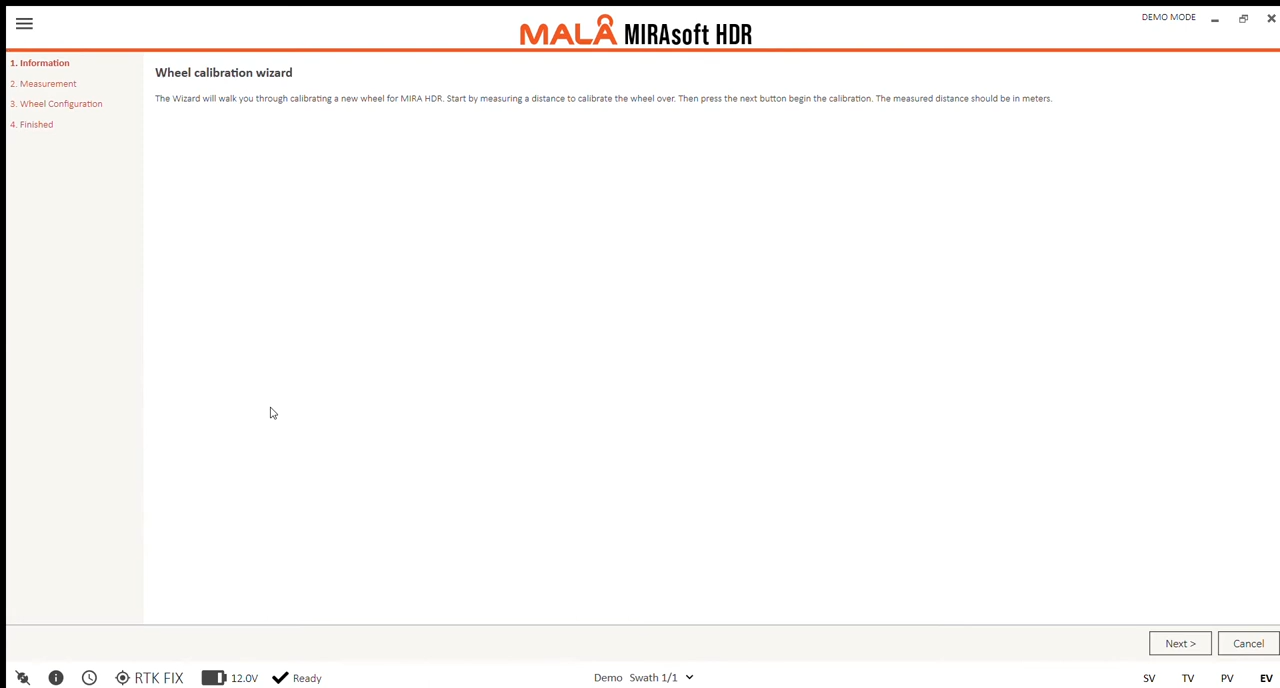 DEMO MODE
MALÅ MIRAsoft HDR
1. Information
2. Measurement
3. Wheel Configuration
4. Finished
Wheel calibration wizard
The Wizard will walk you through calibrating a new wheel for MIRA HDR. Start by measuring a distance to calibrate the wheel over. Then press the next button begin the calibration. The measured distance should be in meters.
Next >
Cancel
RTK FIX
12.0V
Ready
Demo Swath 1/1
SV TV PV EV